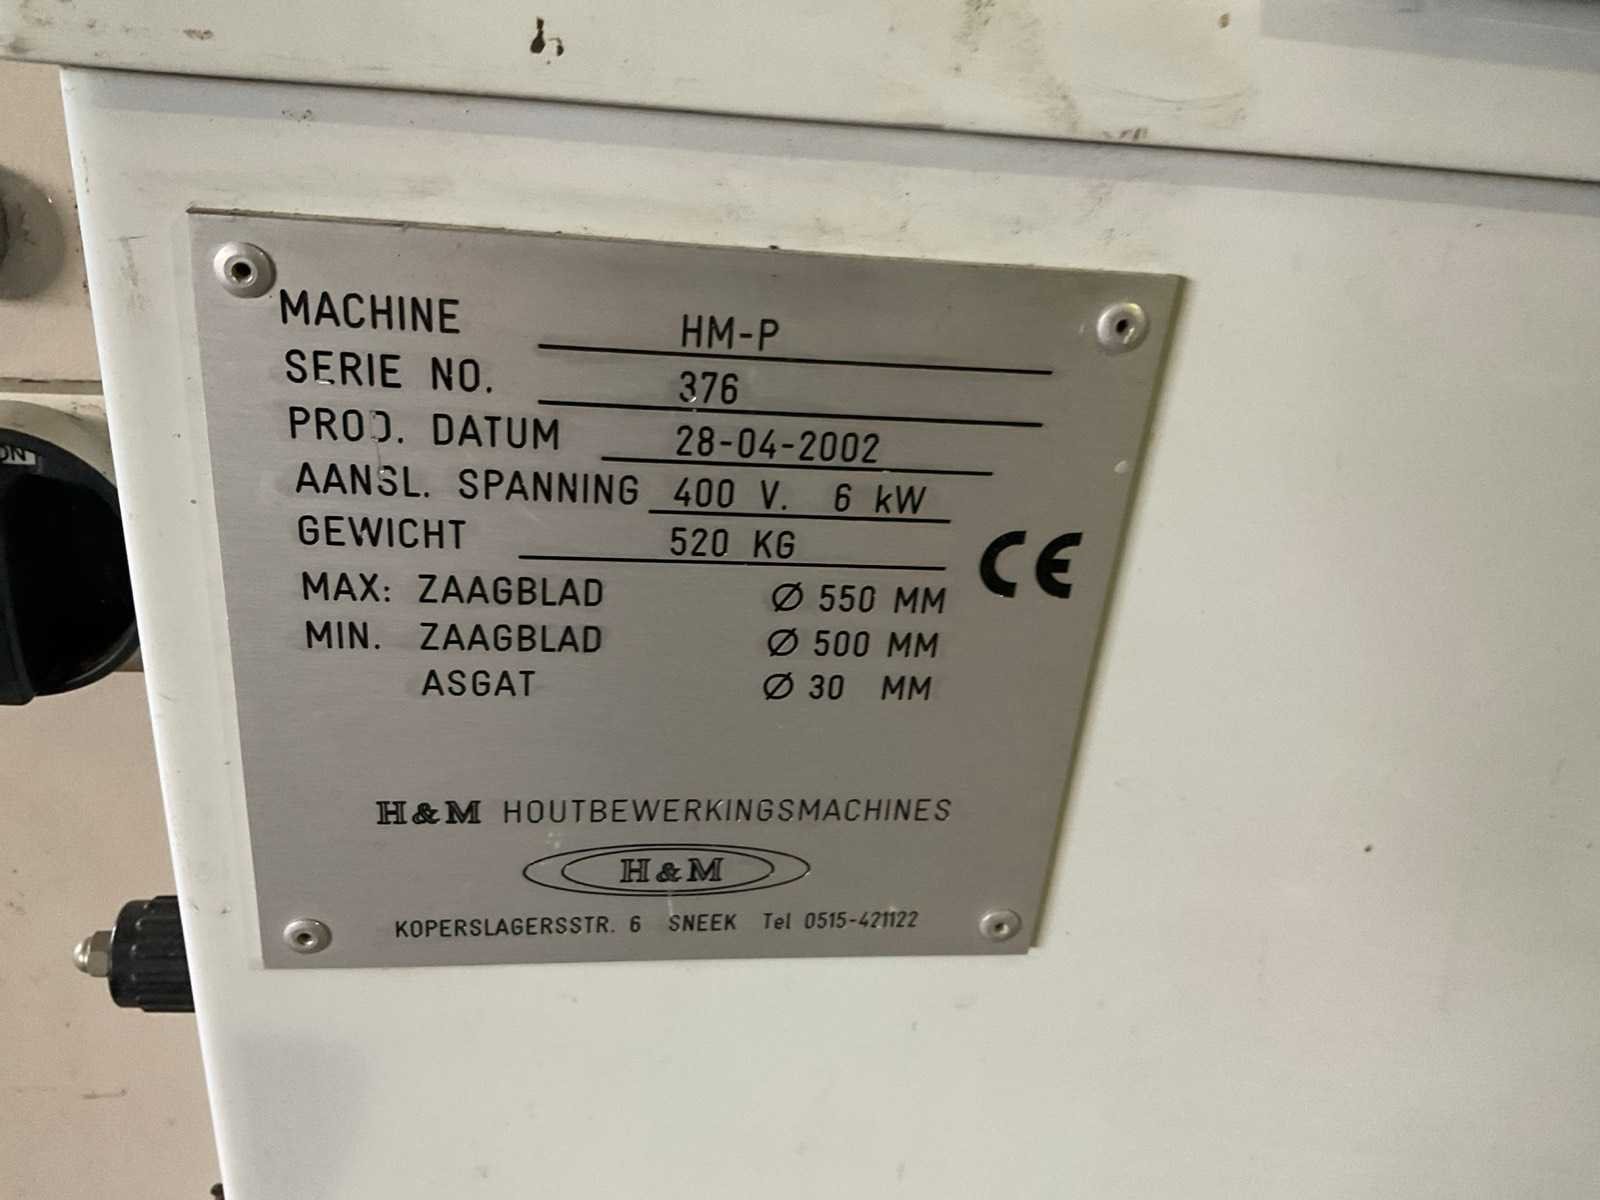 MACHINE HM-P
SERIE NO. 376
PROD. DATUM 28-04-2002
AANSL. SPANNING 400 V. 6 kW
GEWICHT 520 KG
CE
MAX: ZAAGBLAD Ø 550 MM
MIN. ZAAGBLAD Ø 500 MM
ASGAT Ø 30 MM
H&M HOUTBEWERKINGSMACHINES
H&M
KOPERSLAGERSSTR. 6 SNEEK Tel 0515-421122
ON